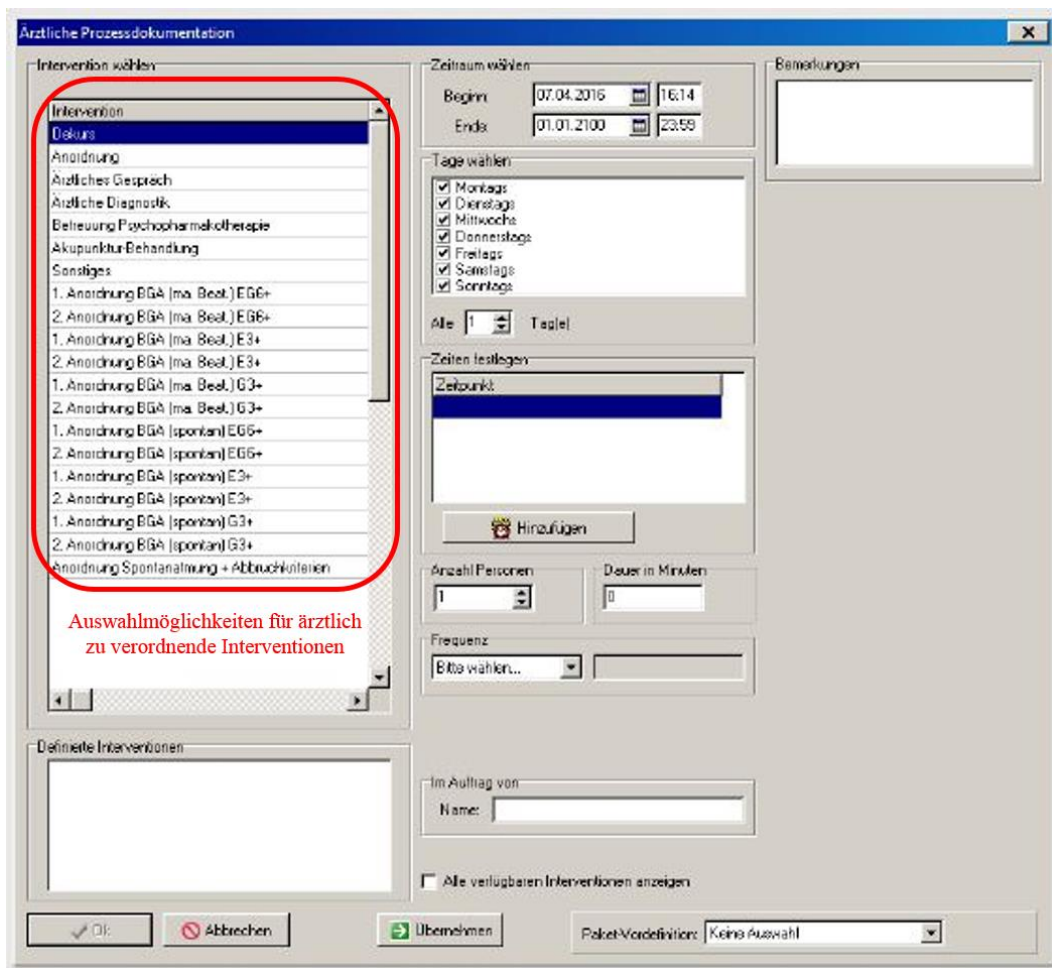 Ärztliche Prozessdokumentation
Intervention wählen
Intervention
Dekurs
Anordnung
Ärztliches Gespräch
Ärztliche Diagnostik
Betreuung Psychopharmakotherapie
Akupunktur-Behandlung
Sonstiges
1. Anordnung BGA (ma. Beat.) EG6+
2. Anordnung BGA (ma. Beat.) EG6+
1. Anordnung BGA (ma. Beat.) E3+
2. Anordnung BGA (ma. Beat.) E3+
1. Anordnung BGA (ma. Beat.) G3+
2. Anordnung BGA (ma. Beat.) G3+
1. Anordnung BGA (spontan) EG6+
2. Anordnung BGA (spontan) EG6+
1. Anordnung BGA (spontan) E3+
2. Anordnung BGA (spontan) E3+
1. Anordnung BGA (spontan) G3+
2. Anordnung BGA (spontan) G3+
Anordnung Spontanatmung + Abbruchkriterien
Auswahlmöglichkeiten für ärztlich
zu verordnende Interventionen
Definierte Interventionen
Zeitraum wählen
Beginn: 07.04.2016 16:14
Ende: 01.01.2100 23:59
Tage wählen
Montags
Dienstags
Mittwochs
Donnerstags
Freitags
Samstags
Sonntags
Alle 1 Tag(e)
Zeiten festlegen
Zeitpunkt
Hinzufügen
Anzahl Personen
1
Dauer in Minuten
0
Frequenz
Bitte wählen...
Im Auftrag von
Name:
Alle verfügbaren Interventionen anzeigen
Bemerkungen
Ok
Abbrechen
Übernehmen
Paket-Vordefinition: Keine Auswahl